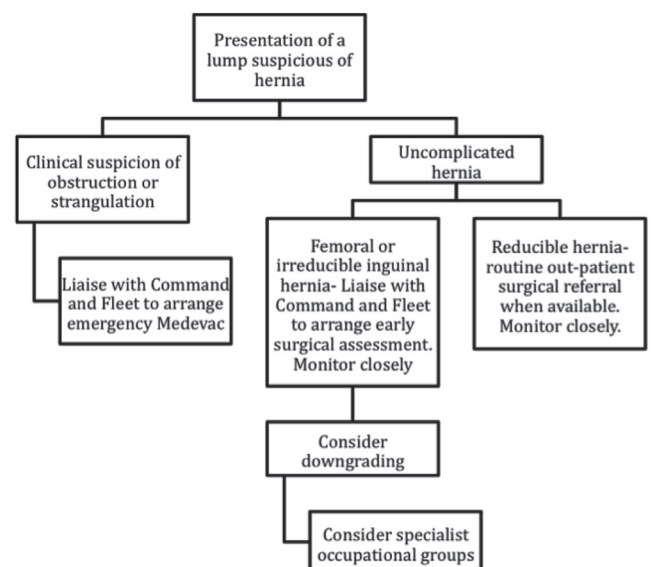 Presentation of a
lump suspicious of
hernia
Clinical suspicion of
obstruction or
strangulation
Uncomplicated
hernia
Liaise with Command
and Fleet to arrange
emergency Medevac
Femoral or
irreducible inguinal
hernia- Liaise with
Command and Fleet
to arrange early
surgical assessment.
Monitor closely
Reducible hernia-
routine out-patient
surgical referral
when available.
Monitor closely.
Consider
downgrading
Consider specialist
occupational groups